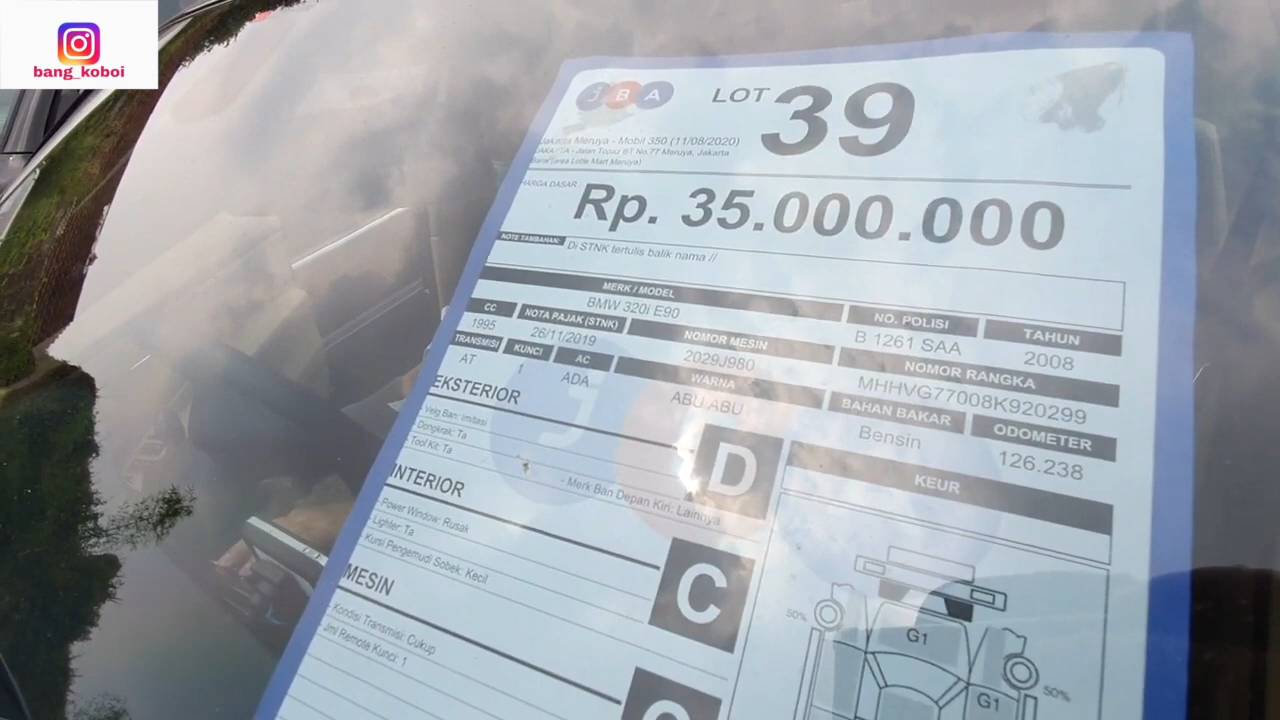 bang_koboi
JBA
LOT 39
Jakarta Meruya - Mobil 350 (11/08/2020)
JAKARTA - Jalan Topaz BT No.77 Meruya, Jakarta
Barat (area Lotte Mart Meruya)
HARGA DASAR
Rp. 35.000.000
NOTE TAMBAHAN:
Di STNK tertulis balik nama //
MERK / MODEL
BMW 320i E90
NO. POLISI
B 1261 SAA
TAHUN
2008
CC
1995
NOTA PAJAK (STNK)
26/11/2019
NOMOR MESIN
2029J980
NOMOR RANGKA
MHHVG77008K920299
TRANSMISI
AT
KUNCI
1
AC
ADA
WARNA
ABU ABU
BAHAN BAKAR
Bensin
ODOMETER
126.238
EKSTERIOR
D
- Velg Ban: imitasi
- Dongkrak: Ta
- Tool Kit: Ta
- Merk Ban Depan Kiri: Lainnya
INTERIOR
C
- Power Window: Rusak
- Lighter: Ta
- Kursi Pengemudi Sobek: Kecil
MESIN
- Kondisi Transmisi: Cukup
- Jml Remote Kunci: 1
KEUR
50%
G1
50%
G1